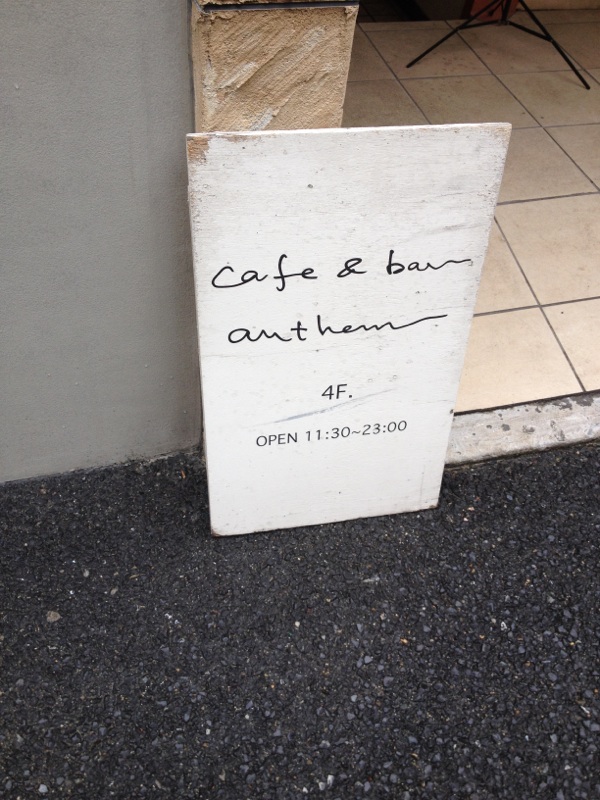 cafe & bar
anthem
4F.
OPEN 11:30~23:00